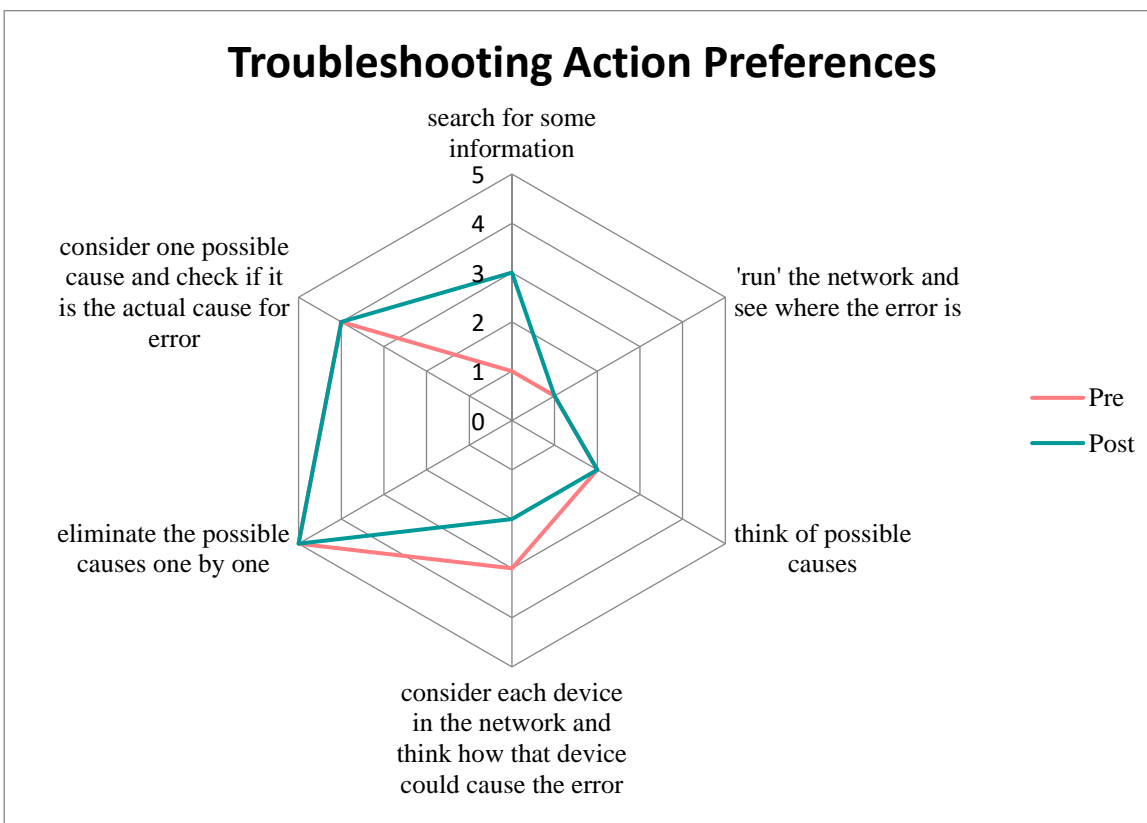 Troubleshooting Action Preferences
search for some
information
5
4
3
2
1
0
'run' the network and
see where the error is
think of possible
causes
consider each device
in the network and
think how that device
could cause the error
eliminate the possible
causes one by one
consider one possible
cause and check if it
is the actual cause for
error
Pre
Post